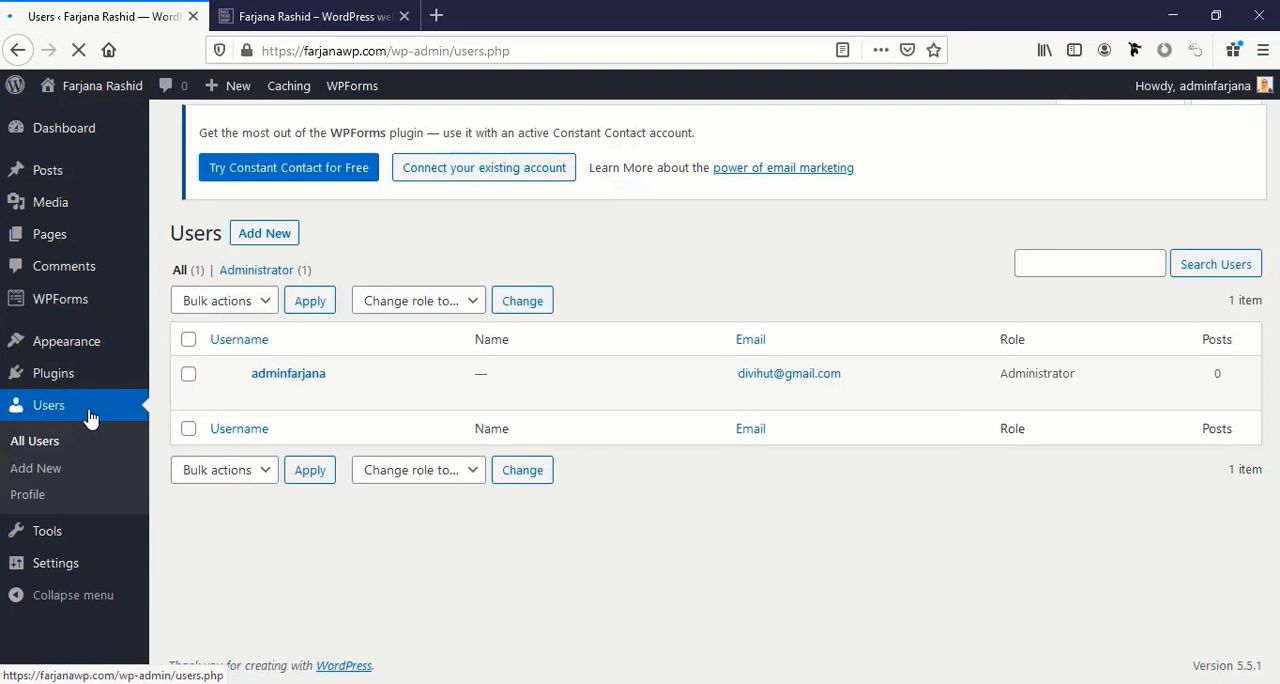 Users ‹ Farjana Rashid — Word
Farjana Rashid – WordPress we
https://farjanawp.com/wp-admin/users.php
Farjana Rashid 0 New Caching WPForms Howdy, adminfarjana
Dashboard
Posts
Media
Pages
Comments
WPForms
Appearance
Plugins
Users
All Users
Add New
Profile
Tools
Settings
Collapse menu
Get the most out of the WPForms plugin — use it with an active Constant Contact account.
Try Constant Contact for Free Connect your existing account Learn More about the power of email marketing
Users Add New
All (1) | Administrator (1)
Search Users
Bulk actions Apply Change role to... Change 1 item
Username Name Email Role Posts
adminfarjana — divihut@gmail.com Administrator 0
Username Name Email Role Posts
Bulk actions Apply Change role to... Change 1 item
Thank you for creating with WordPress. Version 5.5.1
https://farjanawp.com/wp-admin/users.php